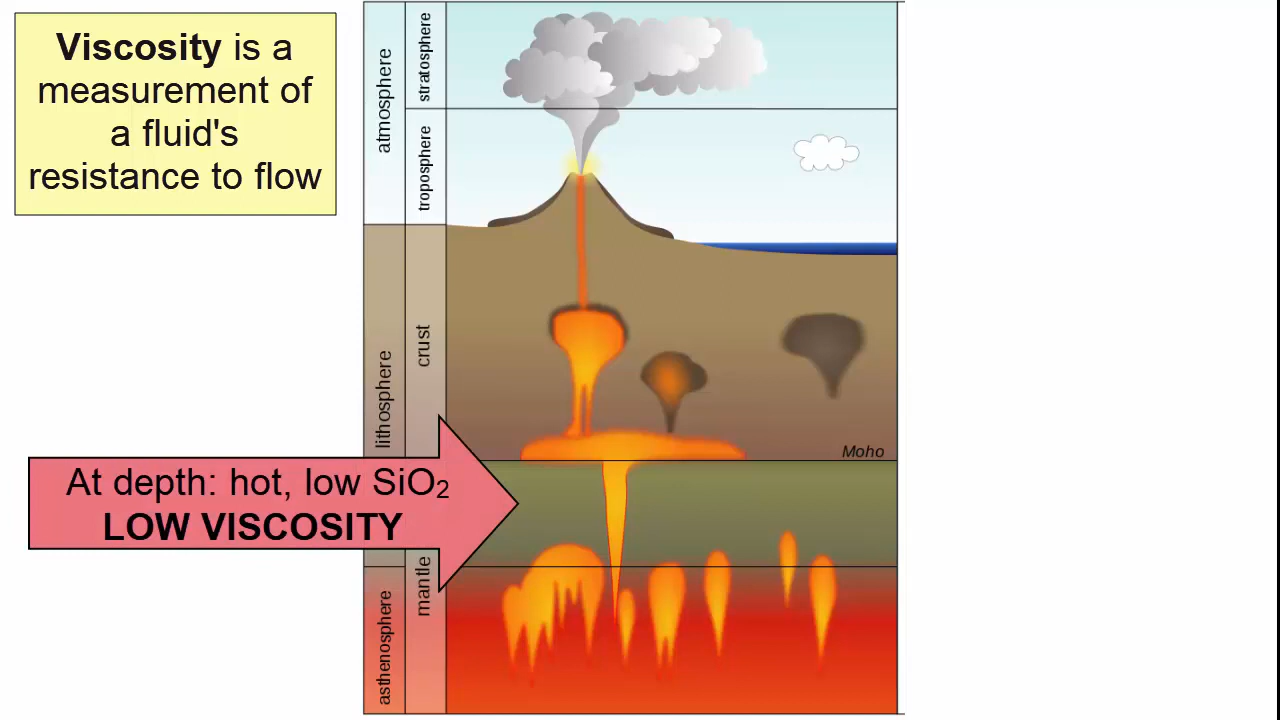 Viscosity is a
measurement of
a fluid's
resistance to flow
atmosphere
stratosphere
troposphere
lithosphere
crust
Moho
At depth: hot, low SiO₂
LOW VISCOSITY
mantle
asthenosphere